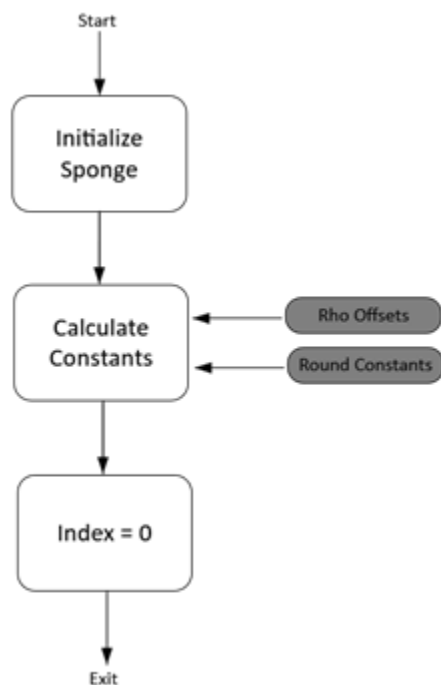 Start
Initialize
Sponge
Calculate
Constants
Rho Offsets
Round Constants
Index = 0
Exit